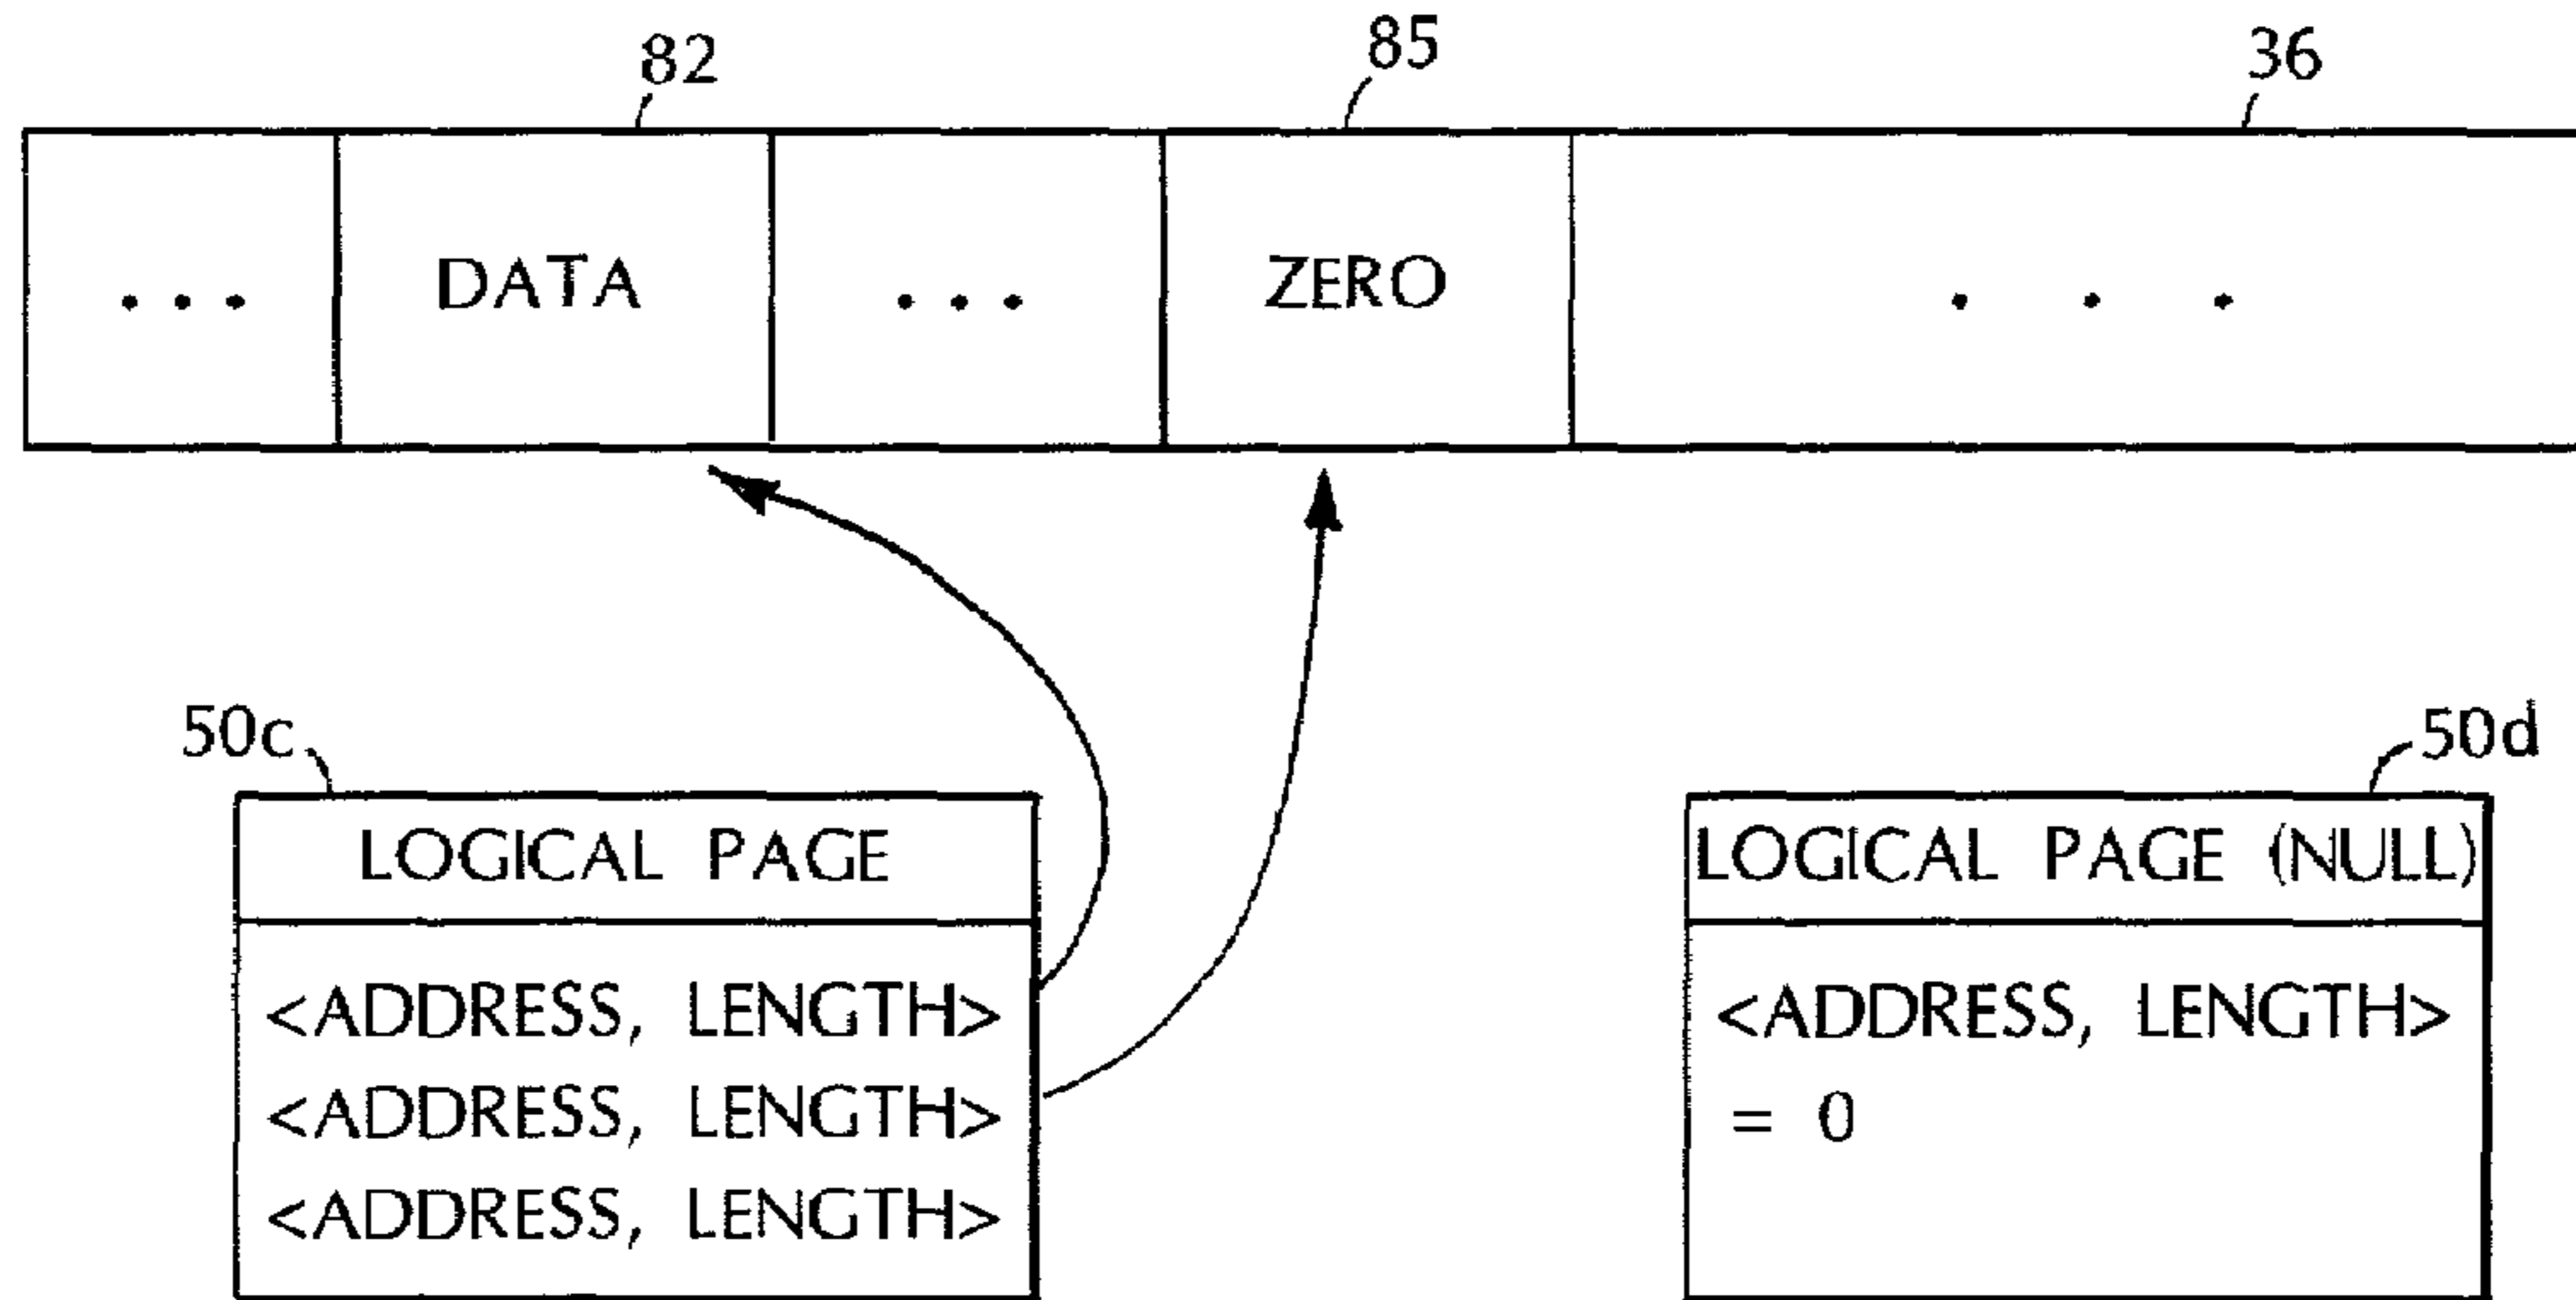 82 85 36
... DATA ... ZERO . . .
50c
LOGICAL PAGE
<ADDRESS, LENGTH>
<ADDRESS, LENGTH>
<ADDRESS, LENGTH>
50d
LOGICAL PAGE (NULL)
<ADDRESS, LENGTH>
= 0